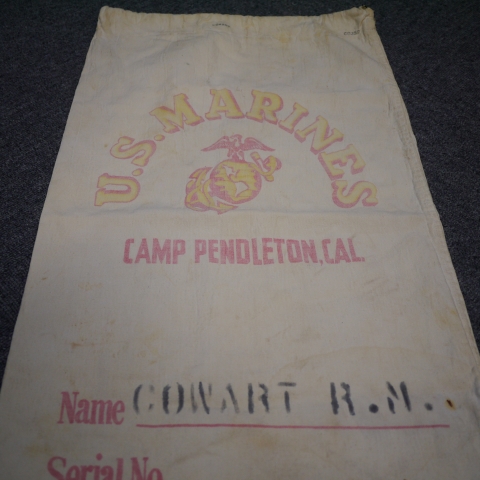 U.S. MARINES
CAMP PENDLETON, CAL.
Name COWART R.M.
Serial No.